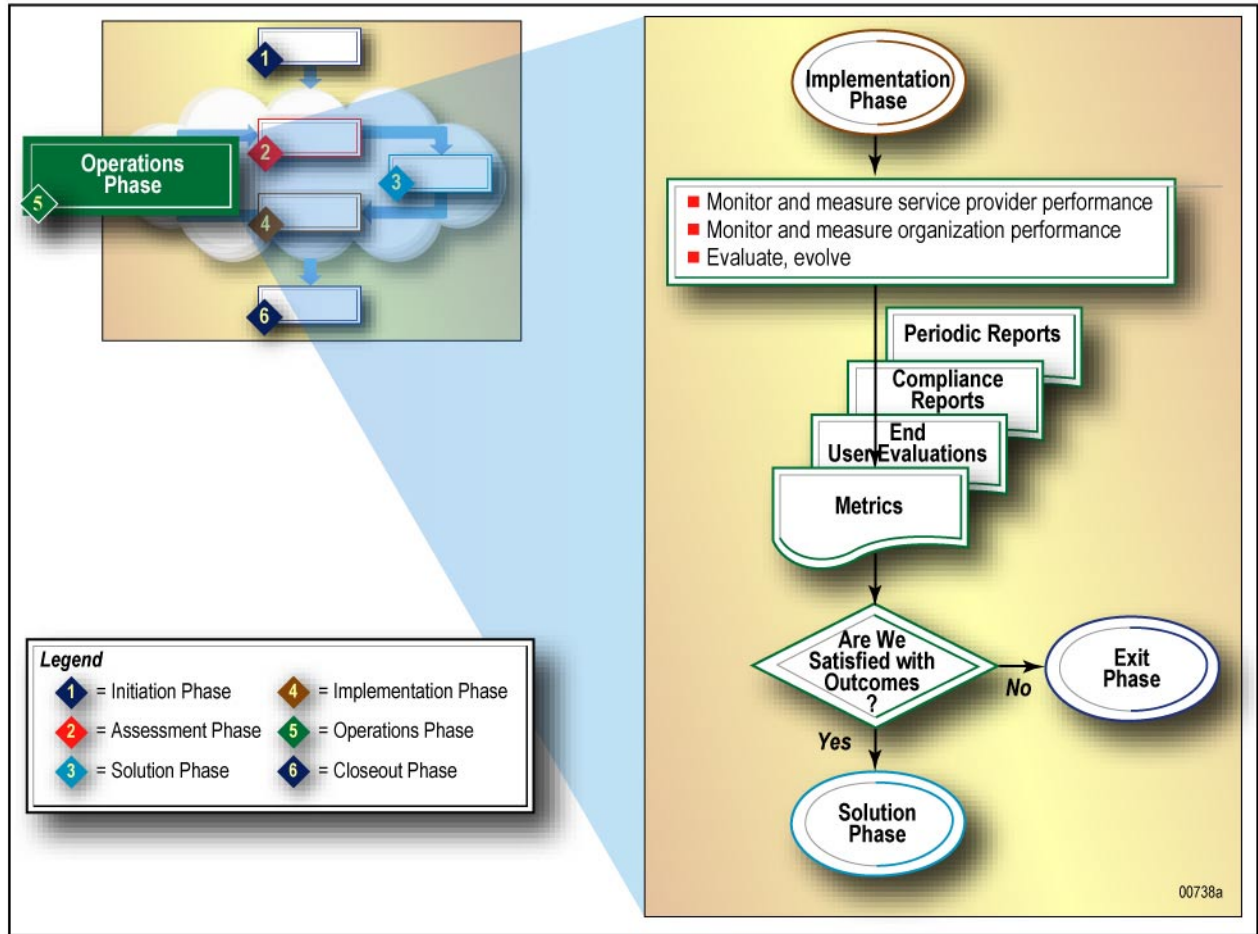 1
2
3
4
Operations
Phase
5
6
Legend
1 = Initiation Phase
2 = Assessment Phase
3 = Solution Phase
4 = Implementation Phase
5 = Operations Phase
6 = Closeout Phase
Implementation
Phase
Monitor and measure service provider performance
Monitor and measure organization performance
Evaluate, evolve
Periodic Reports
Compliance
Reports
End
User Evaluations
Metrics
Are We
Satisfied with
Outcomes
?
No
Exit
Phase
Yes
Solution
Phase
00738a